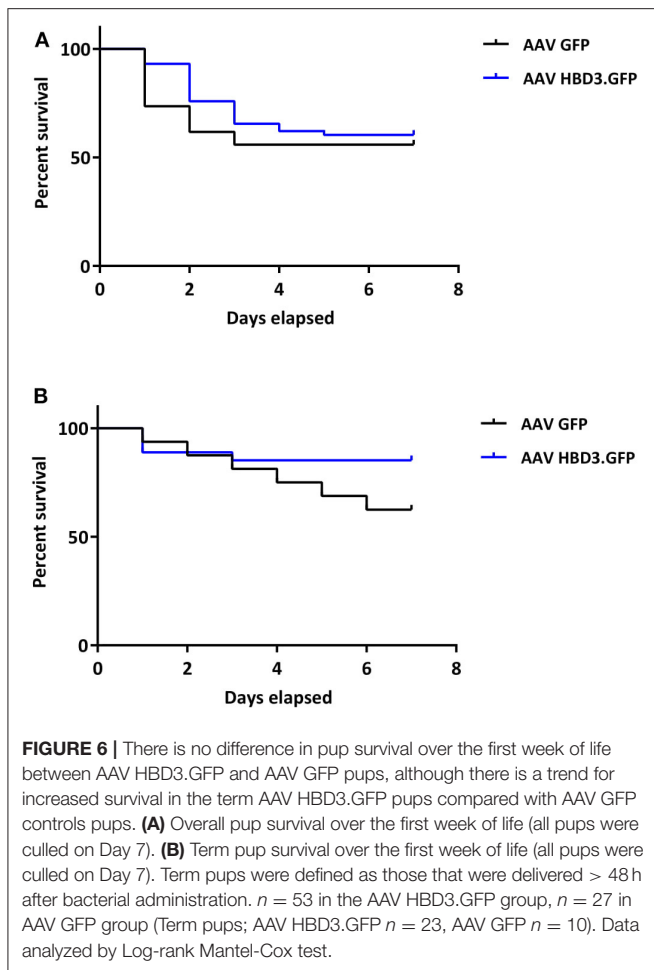 A
100
50
0
Percent survival
0 2 4 6 8
Days elapsed
AAV GFP
AAV HBD3.GFP
B
100
50
0
Percent survival
0 2 4 6 8
Days elapsed
AAV GFP
AAV HBD3.GFP
FIGURE 6 | There is no difference in pup survival over the first week of life
between AAV HBD3.GFP and AAV GFP pups, although there is a trend for
increased survival in the term AAV HBD3.GFP pups compared with AAV GFP
controls pups. (A) Overall pup survival over the first week of life (all pups were
culled on Day 7). (B) Term pup survival over the first week of life (all pups were
culled on Day 7). Term pups were defined as those that were delivered > 48 h
after bacterial administration. n = 53 in the AAV HBD3.GFP group, n = 27 in
AAV GFP group (Term pups; AAV HBD3.GFP n = 23, AAV GFP n = 10). Data
analyzed by Log-rank Mantel-Cox test.